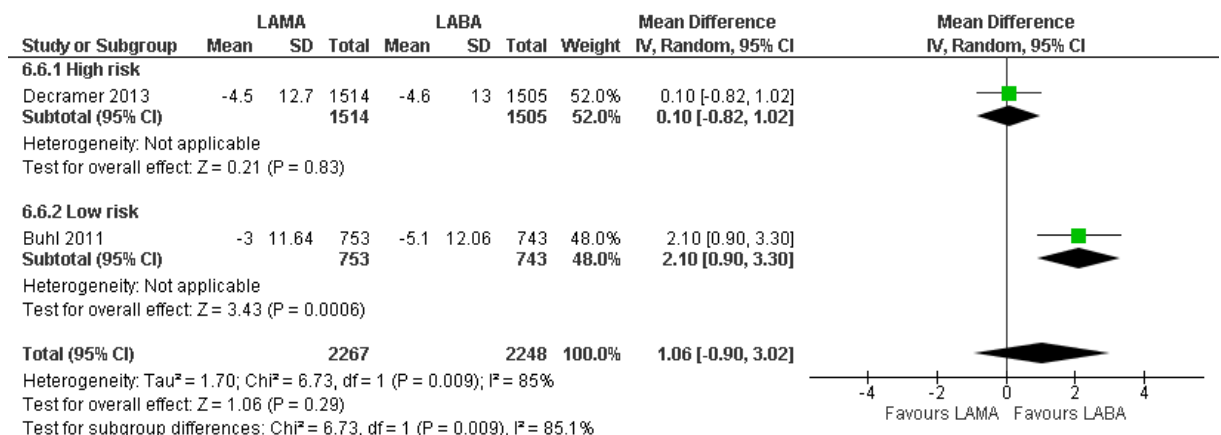 LAMA LABA Mean Difference Mean Difference
Study or Subgroup Mean SD Total Mean SD Total Weight IV, Random, 95% CI IV, Random, 95% CI
6.6.1 High risk
Decramer 2013 -4.5 12.7 1514 -4.6 13 1505 52.0% 0.10 [-0.82, 1.02]
Subtotal (95% CI) 1514 1505 52.0% 0.10 [-0.82, 1.02]
Heterogeneity: Not applicable
Test for overall effect: Z = 0.21 (P = 0.83)
6.6.2 Low risk
Buhl 2011 -3 11.64 753 -5.1 12.06 743 48.0% 2.10 [0.90, 3.30]
Subtotal (95% CI) 753 743 48.0% 2.10 [0.90, 3.30]
Heterogeneity: Not applicable
Test for overall effect: Z = 3.43 (P = 0.0006)
Total (95% CI) 2267 2248 100.0% 1.06 [-0.90, 3.02]
Heterogeneity: Tau² = 1.70; Chi² = 6.73, df = 1 (P = 0.009); I² = 85%
Test for overall effect: Z = 1.06 (P = 0.29)
Test for subgroup differences: Chi² = 6.73, df = 1 (P = 0.009), I² = 85.1%
-4 -2 0 2 4
Favours LAMA Favours LABA